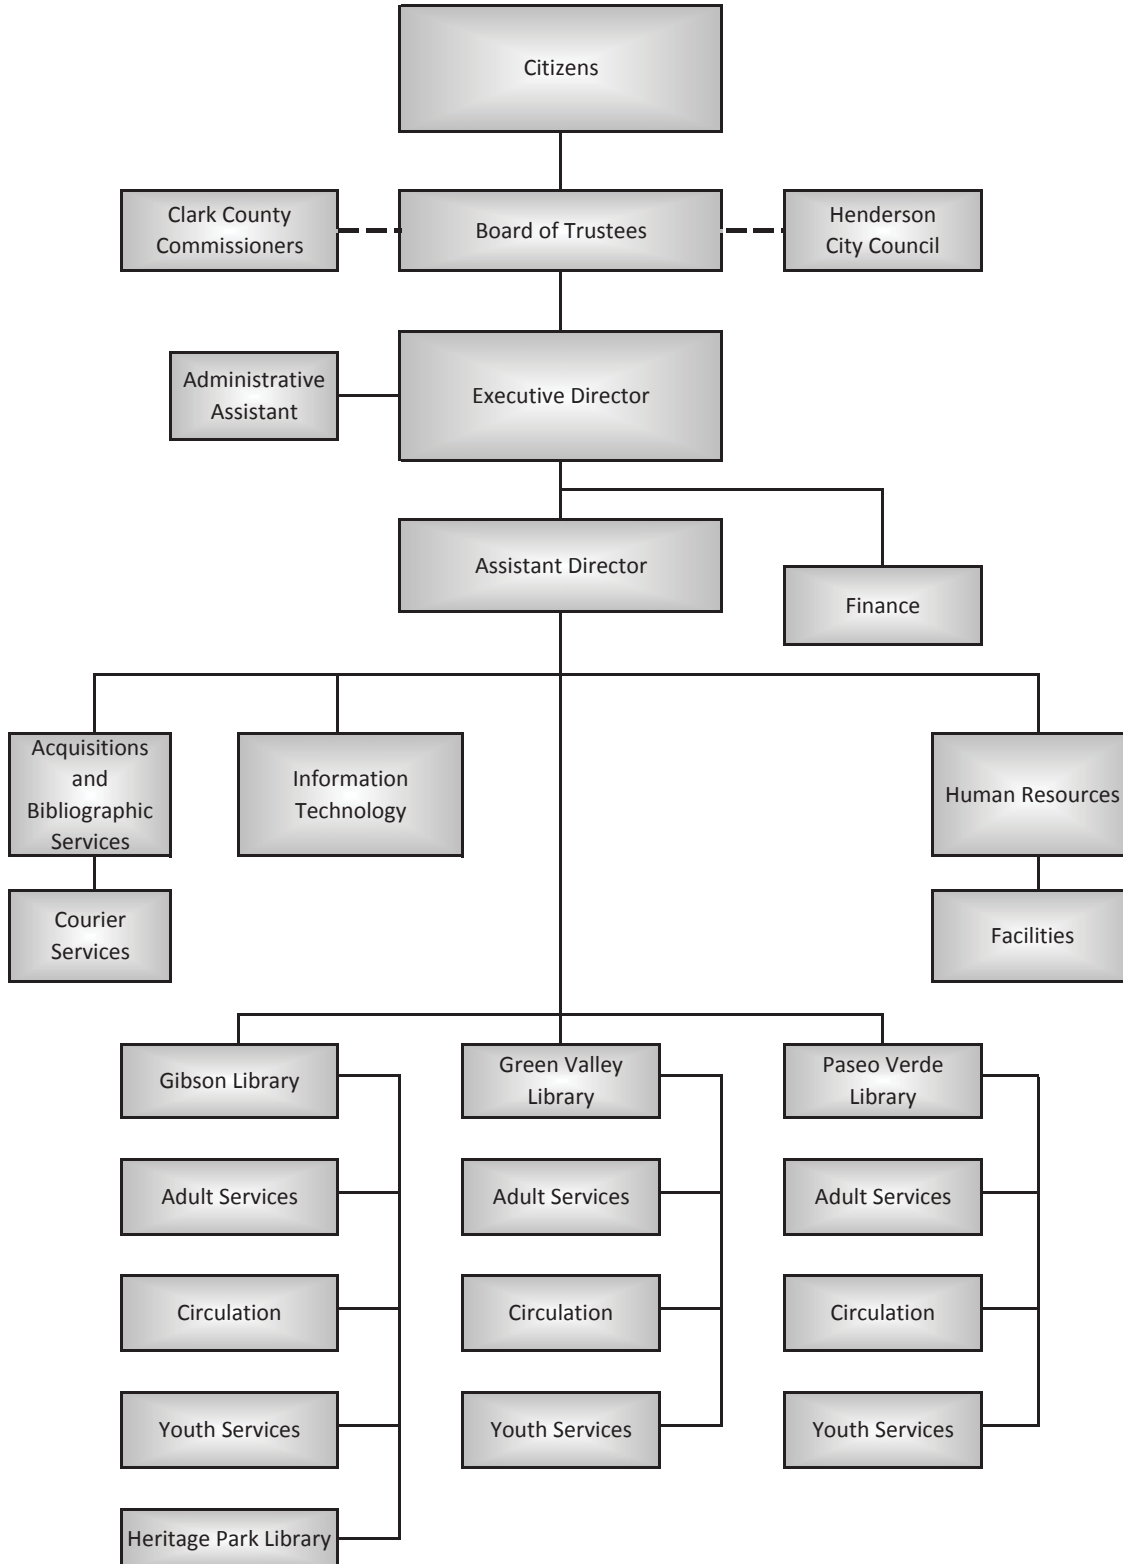 Citizens
Clark County
Commissioners
Board of Trustees
Henderson
City Council
Administrative
Assistant
Executive Director
Assistant Director
Finance
Acquisitions
and
Bibliographic
Services
Information
Technology
Human Resources
Courier
Services
Facilities
Gibson Library
Green Valley
Library
Paseo Verde
Library
Adult Services
Adult Services
Adult Services
Circulation
Circulation
Circulation
Youth Services
Youth Services
Youth Services
Heritage Park Library